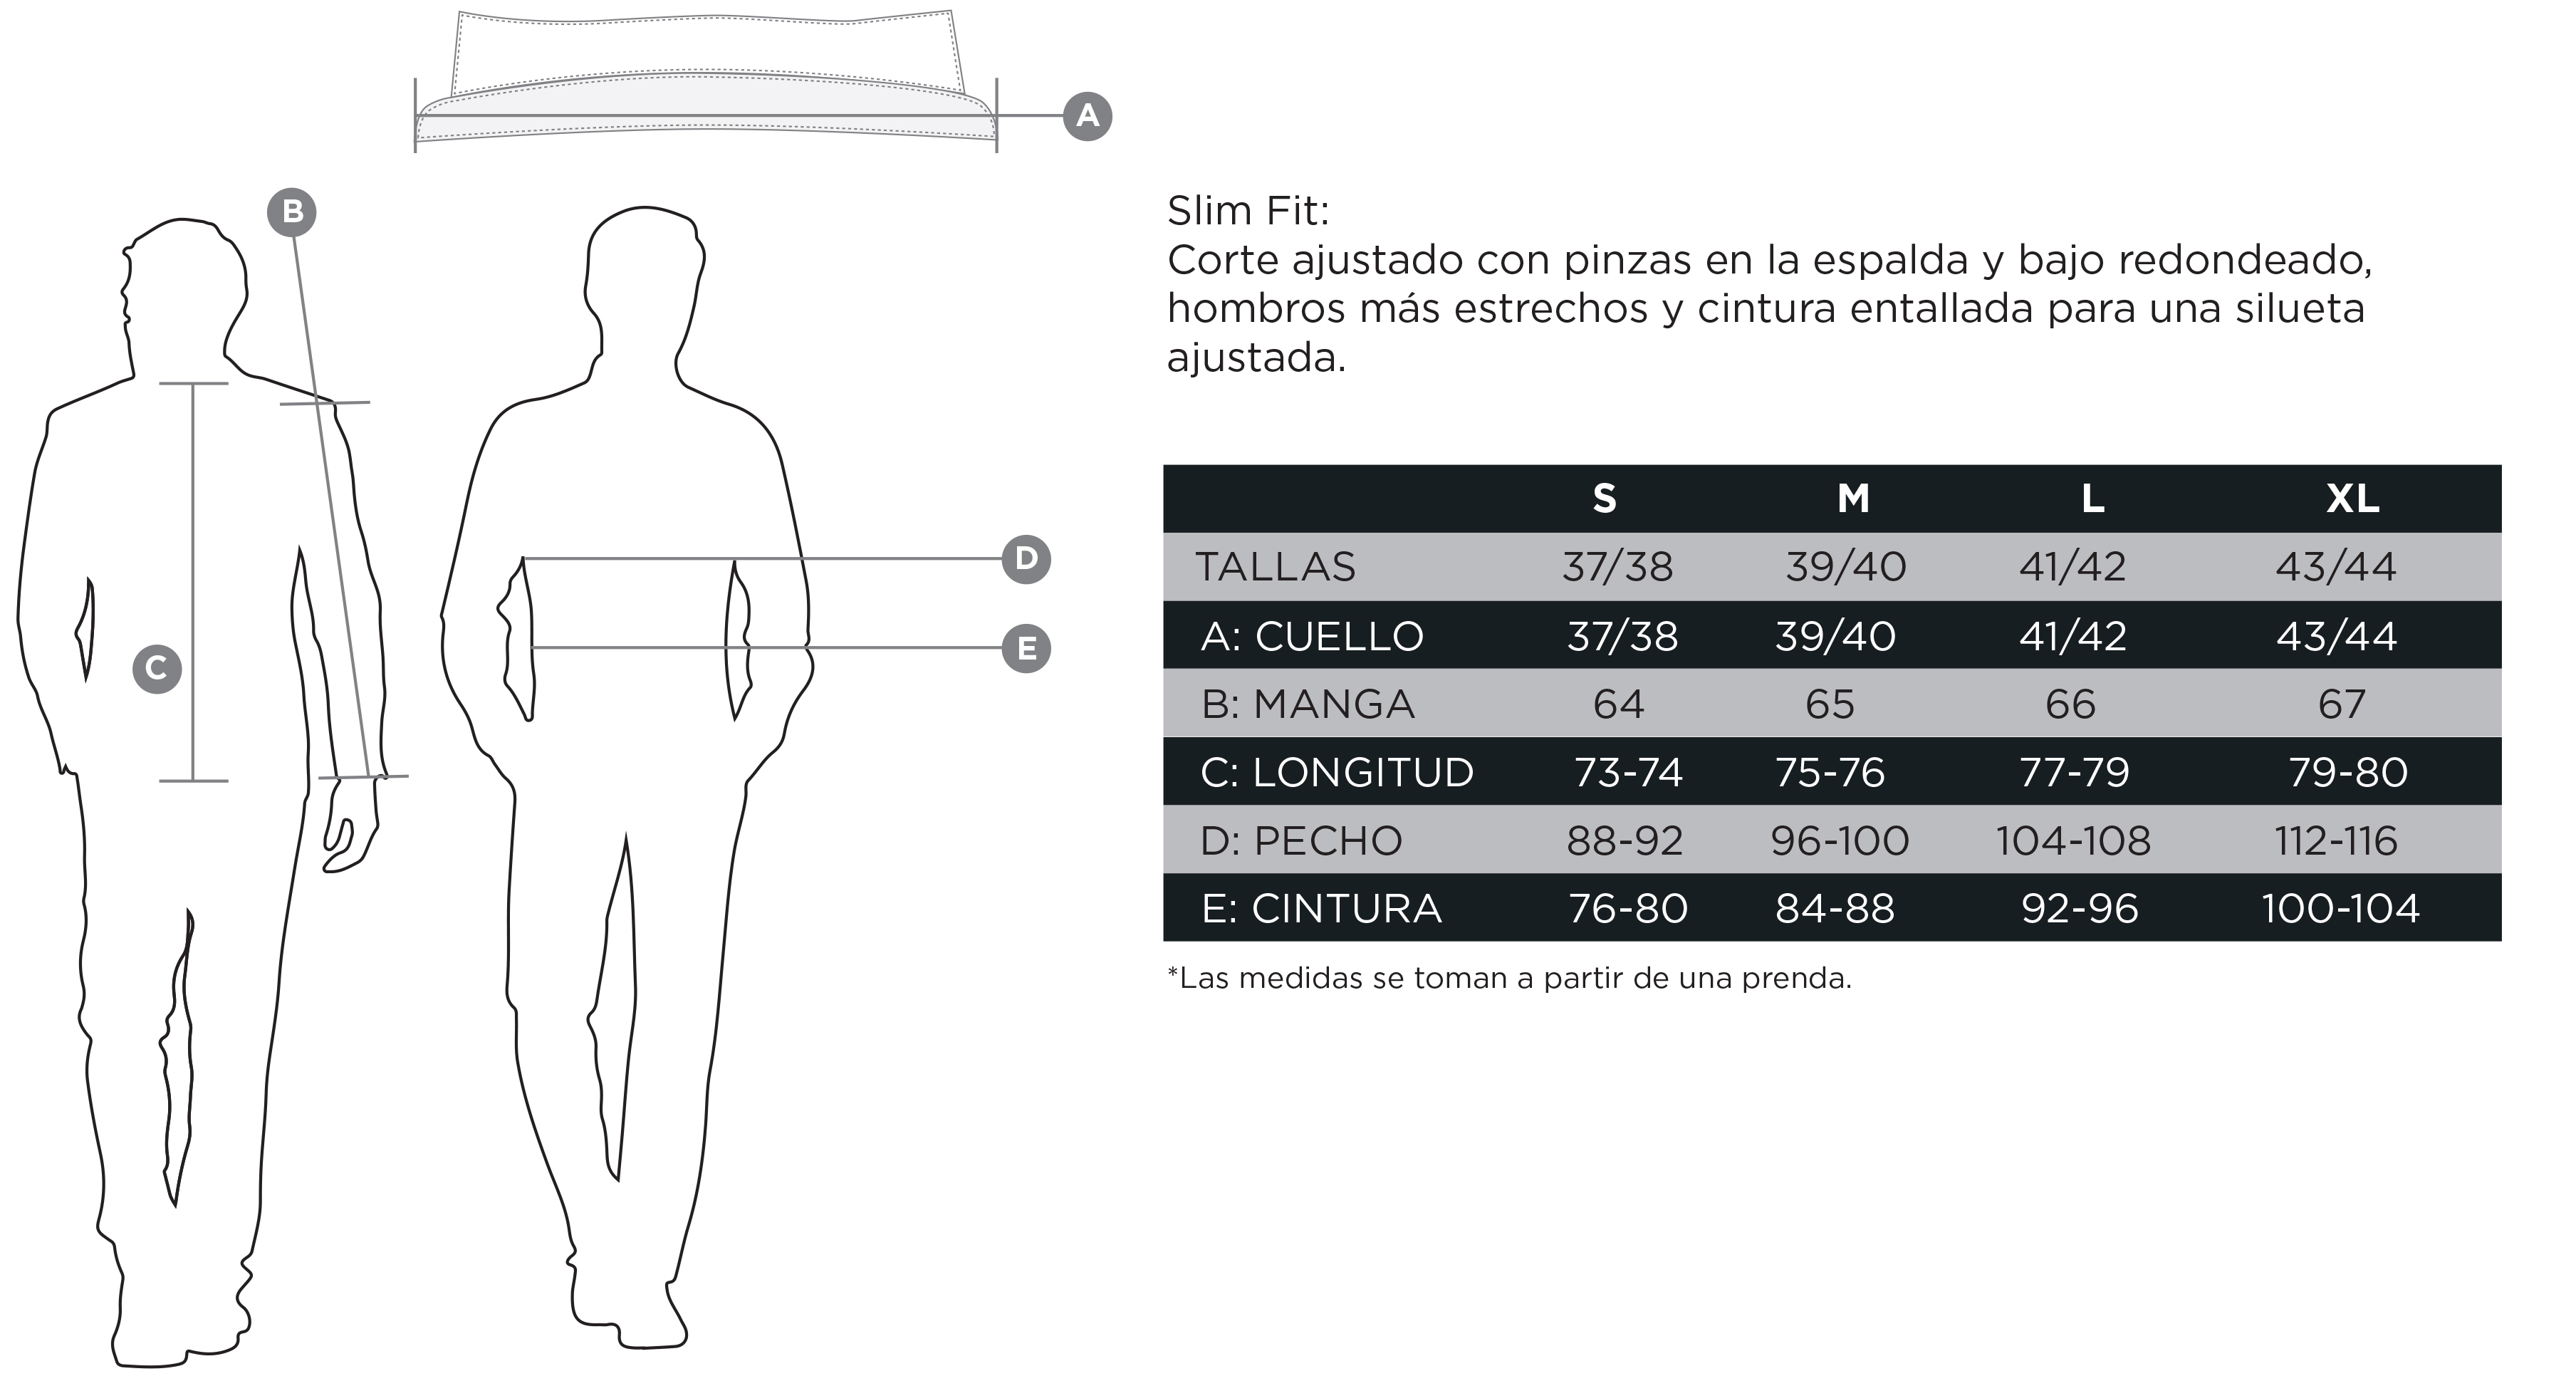 A
B
C
D
E
Slim Fit:
Corte ajustado con pinzas en la espalda y bajo redondeado,
hombros más estrechos y cintura entallada para una silueta
ajustada.
S M L XL
TALLAS 37/38 39/40 41/42 43/44
A: CUELLO 37/38 39/40 41/42 43/44
B: MANGA 64 65 66 67
C: LONGITUD 73-74 75-76 77-79 79-80
D: PECHO 88-92 96-100 104-108 112-116
E: CINTURA 76-80 84-88 92-96 100-104
*Las medidas se toman a partir de una prenda.